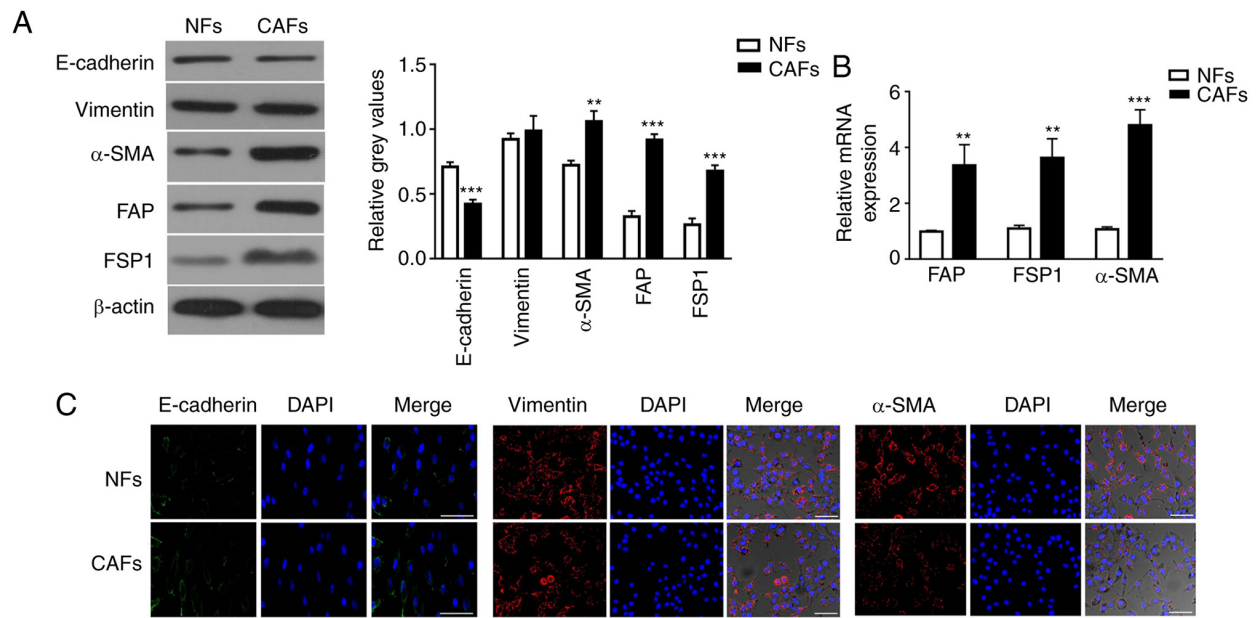 A
NFs CAFs
E-cadherin
Vimentin
α-SMA
FAP
FSP1
β-actin
NFs
CAFs
Relative grey values
1.5
1.0
0.5
0.0
***
**
***
***
E-cadherin
Vimentin
α-SMA
FAP
FSP1
B
NFs
CAFs
Relative mRNA
expression
6
4
2
0
**
**
***
FAP FSP1 α-SMA
C
E-cadherin DAPI Merge Vimentin DAPI Merge α-SMA DAPI Merge
NFs
CAFs